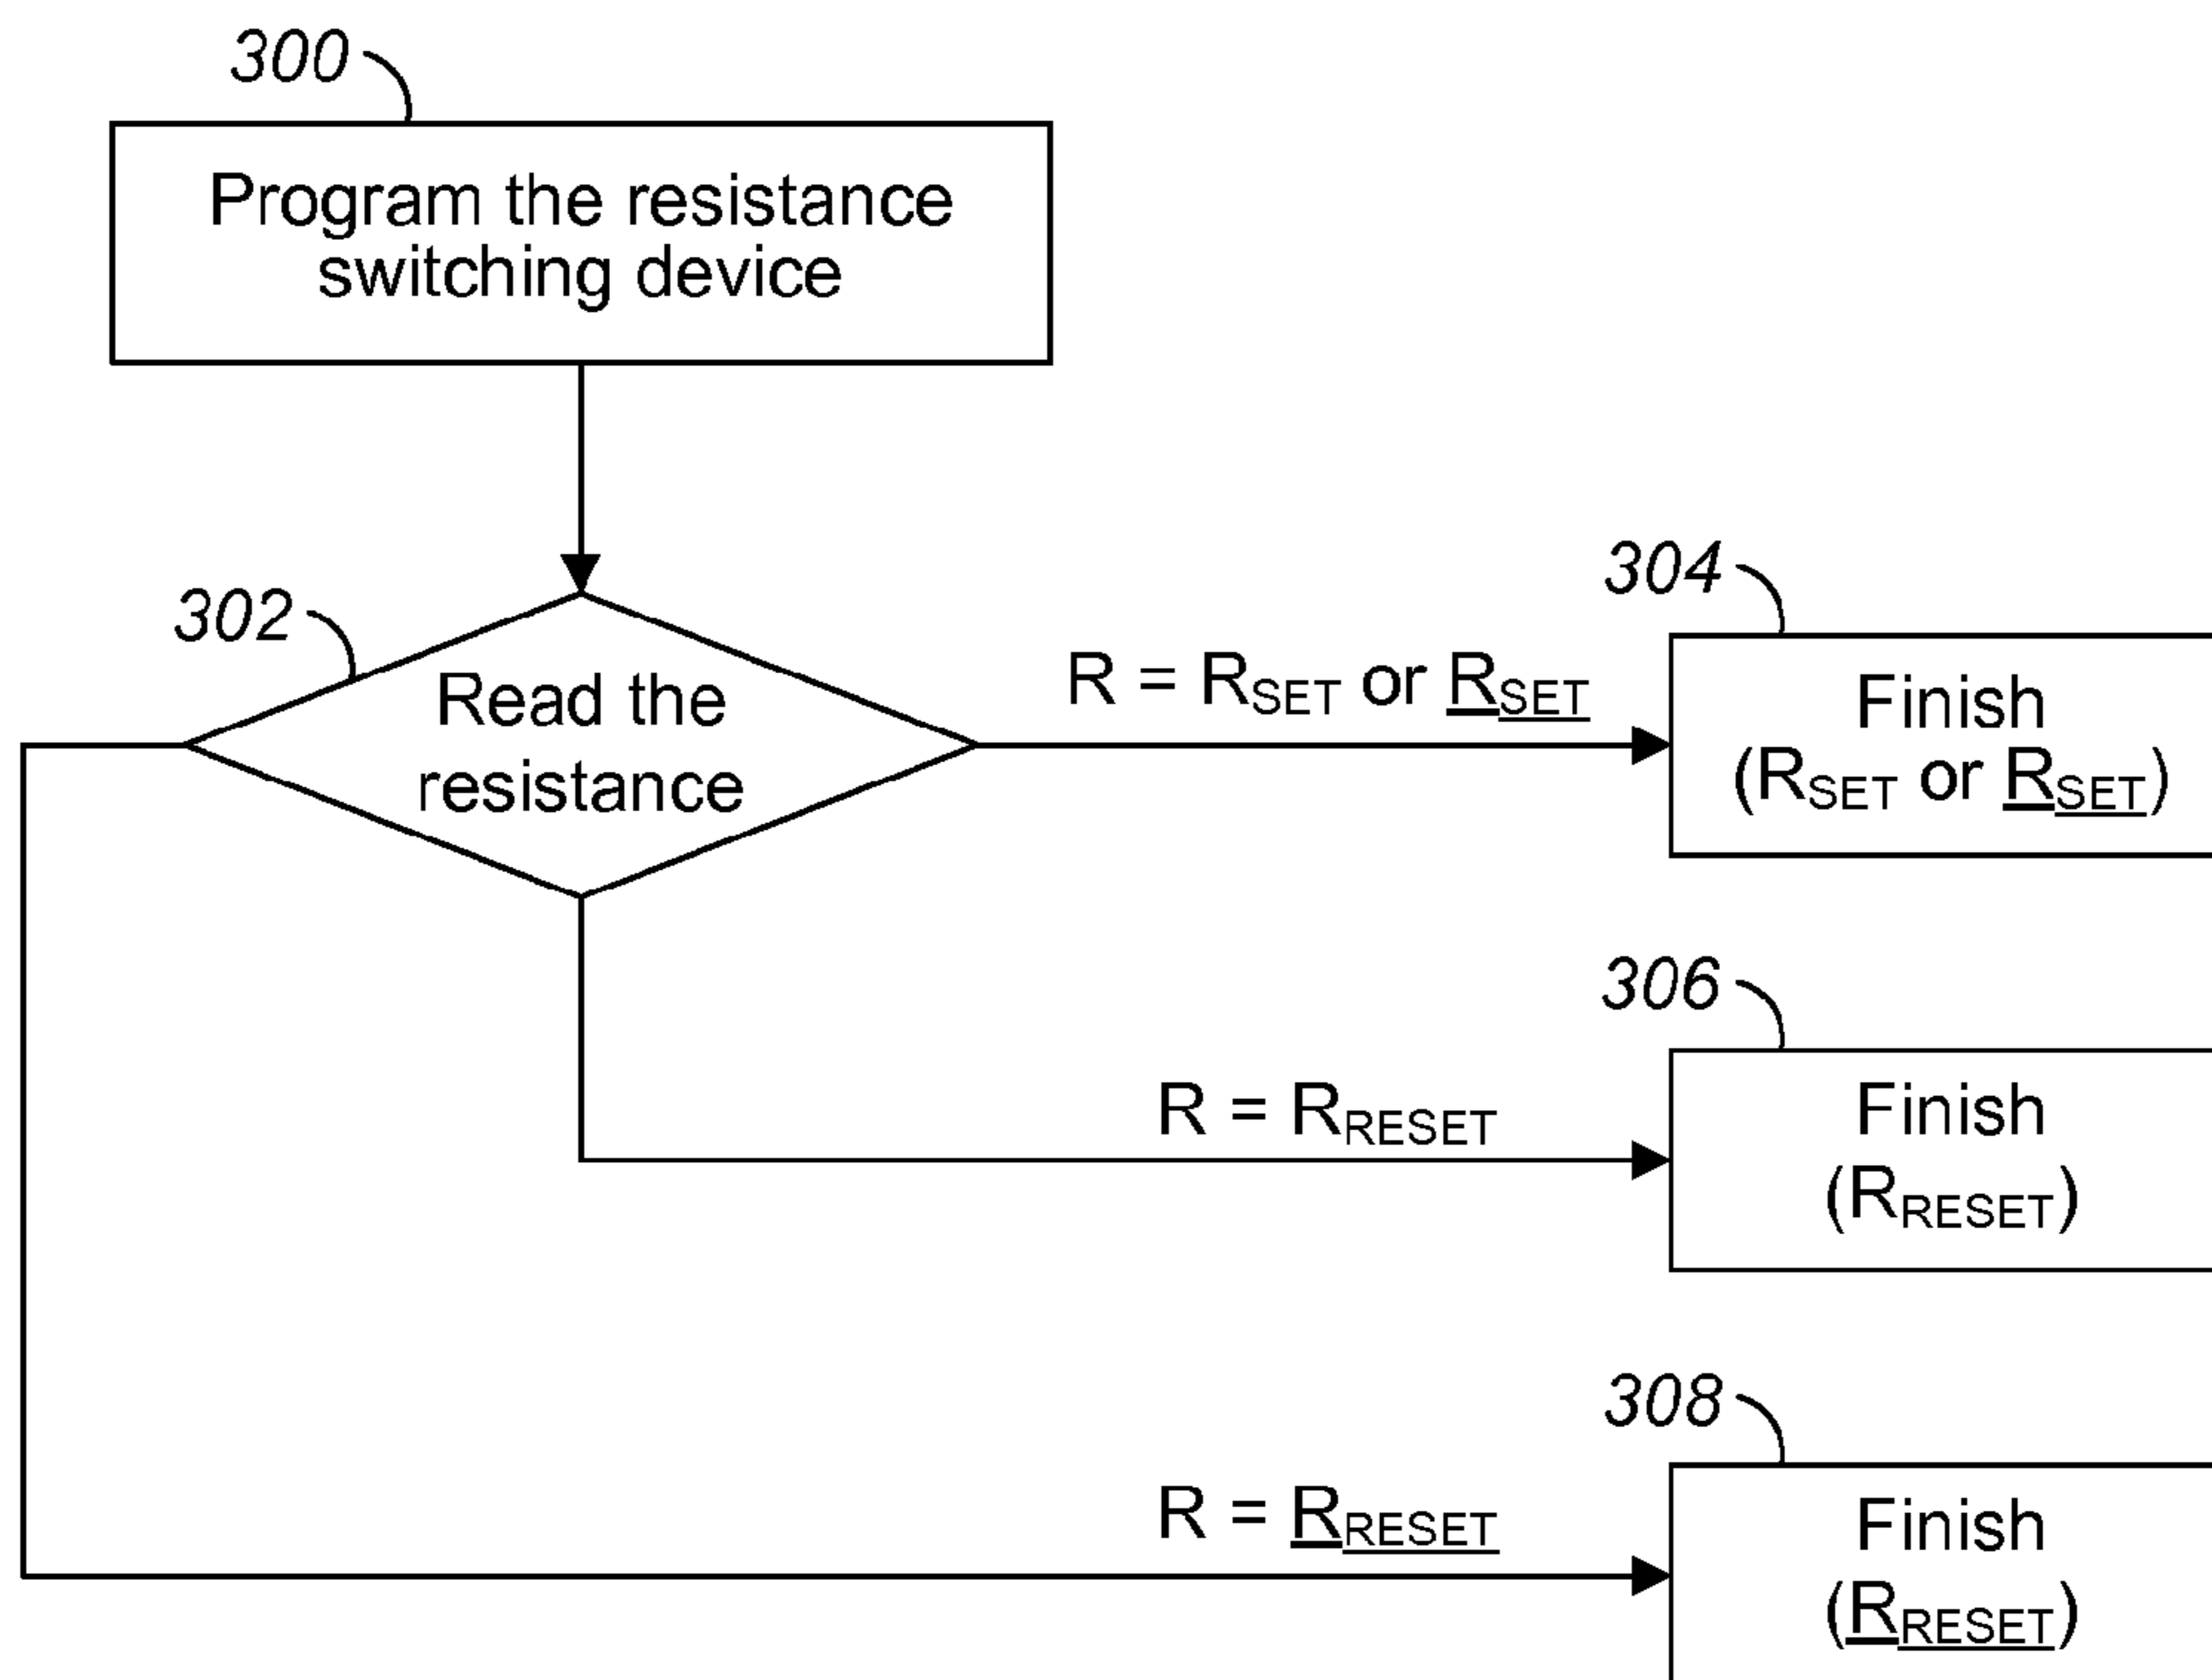 300
Program the resistance
switching device
302
Read the
resistance
R = RSET or RSET
304
Finish
(RSET or RSET)
306
R = RRESET
Finish
(RRESET)
308
R = RRESET
Finish
(RRESET)